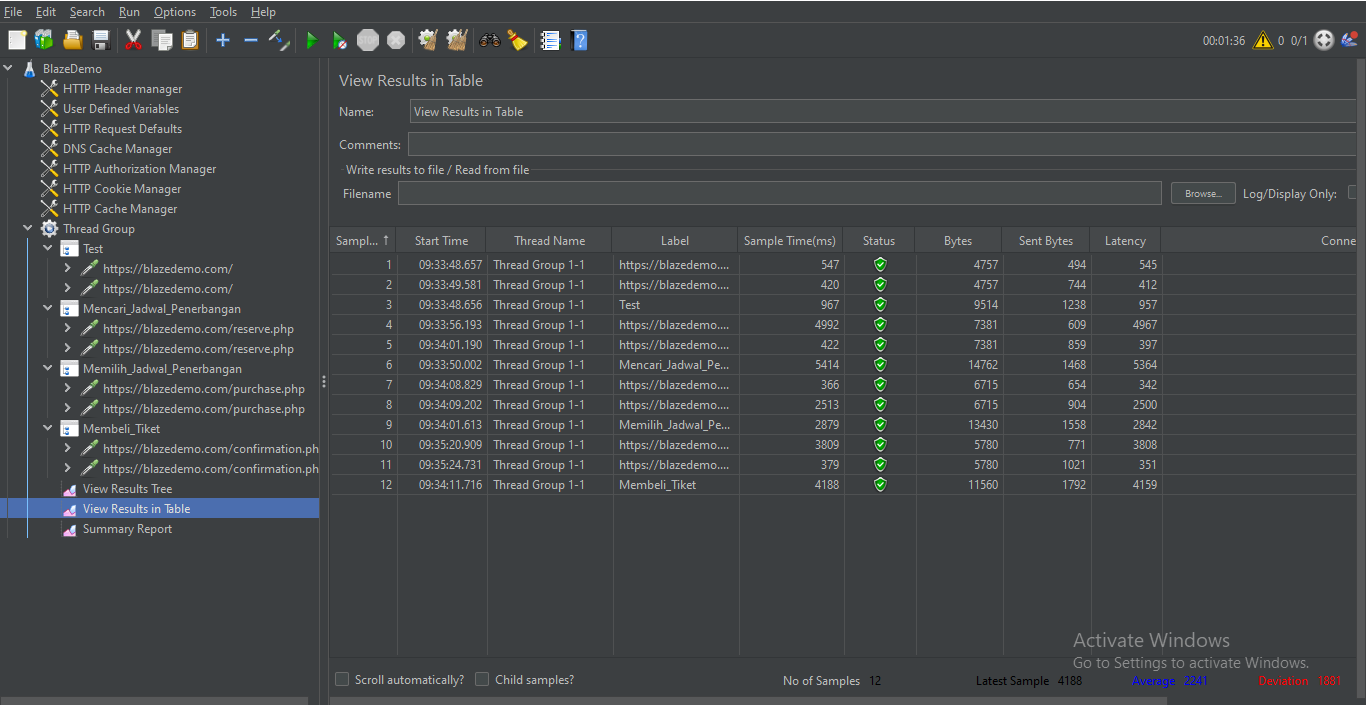 File Edit Search Run Options Tools Help
STOP
00:01:36 0 0/1
BlazeDemo
HTTP Header manager
User Defined Variables
HTTP Request Defaults
DNS Cache Manager
HTTP Authorization Manager
HTTP Cookie Manager
HTTP Cache Manager
Thread Group
Test
https://blazedemo.com/
https://blazedemo.com/
Mencari_Jadwal_Penerbangan
https://blazedemo.com/reserve.php
https://blazedemo.com/reserve.php
Memilih_Jadwal_Penerbangan
https://blazedemo.com/purchase.php
https://blazedemo.com/purchase.php
Membeli_Tiket
https://blazedemo.com/confirmation.ph
https://blazedemo.com/confirmation.ph
View Results Tree
View Results in Table
Summary Report
View Results in Table
Name: View Results in Table
Comments:
Write results to file / Read from file
Filename Browse... Log/Display Only:
Sampl... ↑ Start Time Thread Name Label Sample Time(ms) Status Bytes Sent Bytes Latency Conne
1 09:33:48.657 Thread Group 1-1 https://blazedemo.... 547 4757 494 545
2 09:33:49.581 Thread Group 1-1 https://blazedemo.... 420 4757 744 412
3 09:33:48.656 Thread Group 1-1 Test 967 9514 1238 957
4 09:33:56.193 Thread Group 1-1 https://blazedemo.... 4992 7381 609 4967
5 09:34:01.190 Thread Group 1-1 https://blazedemo.... 422 7381 859 397
6 09:33:50.002 Thread Group 1-1 Mencari_Jadwal_Pe... 5414 14762 1468 5364
7 09:34:08.829 Thread Group 1-1 https://blazedemo.... 366 6715 654 342
8 09:34:09.202 Thread Group 1-1 https://blazedemo.... 2513 6715 904 2500
9 09:34:01.613 Thread Group 1-1 Memilih_Jadwal_Pe... 2879 13430 1558 2842
10 09:35:20.909 Thread Group 1-1 https://blazedemo.... 3809 5780 771 3808
11 09:35:24.731 Thread Group 1-1 https://blazedemo.... 379 5780 1021 351
12 09:34:11.716 Thread Group 1-1 Membeli_Tiket 4188 11560 1792 4159
Activate Windows
Go to Settings to activate Windows.
Scroll automatically? Child samples? No of Samples 12 Latest Sample 4188 Average 2241 Deviation 1881